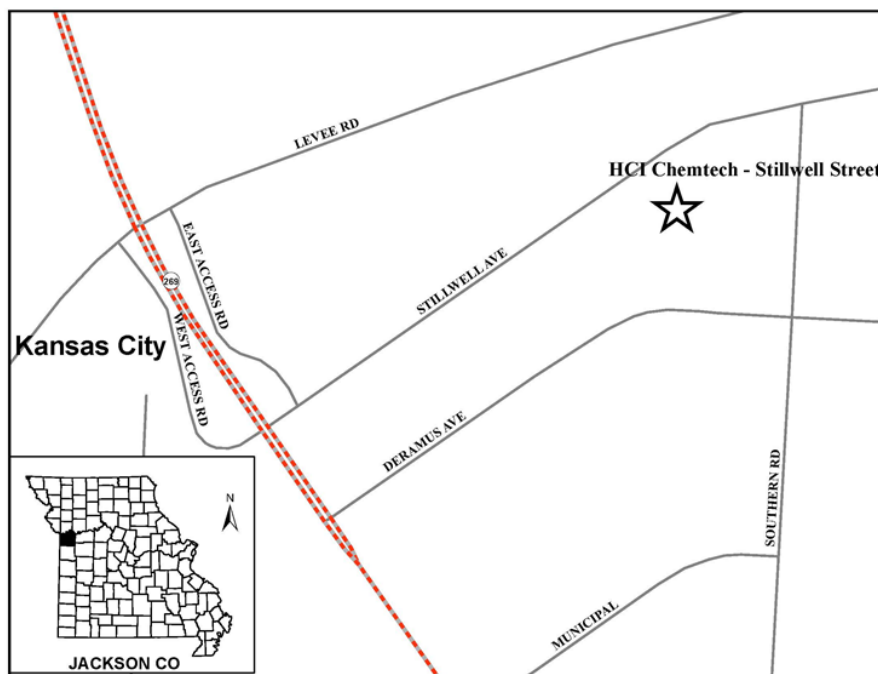 LEVEE RD
HCI Chemtech - Stillwell Street
EAST ACCESS RD
STILLWELL AVE
269
WEST ACCESS RD
Kansas City
DERAMUS AVE
SOUTHERN RD
N
MUNICIPAL
JACKSON CO